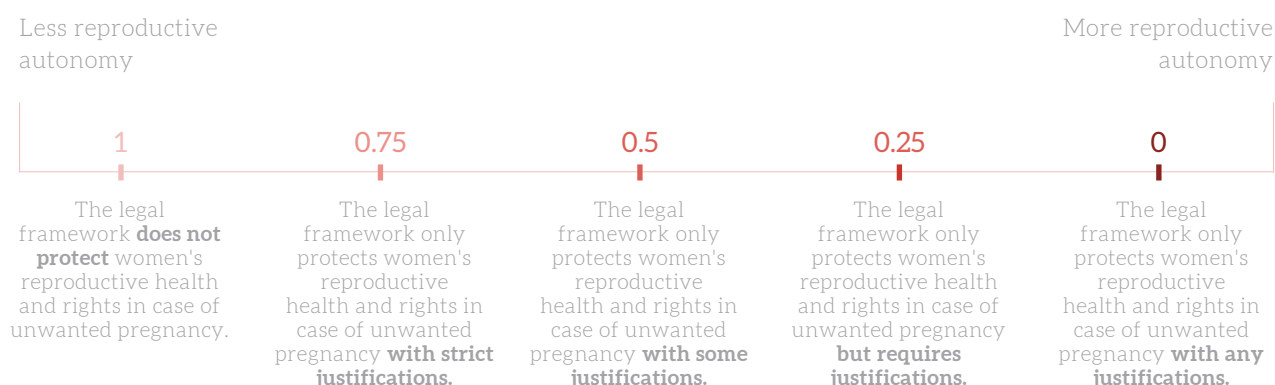 Less reproductive
autonomy
More reproductive
autonomy
1
0.75
0.5
0.25
0
The legal
framework does not
protect women's
reproductive health
and rights in case of
unwanted pregnancy.
The legal
framework only
protects women's
reproductive
health and rights in
case of unwanted
pregnancy with strict
justifications.
The legal
framework only
protects women's
reproductive
health and rights in
case of unwanted
pregnancy with some
justifications.
The legal
framework only
protects women's
reproductive health
and rights in case of
unwanted pregnancy
but requires
justifications.
The legal
framework only
protects women's
reproductive
health and rights in
case of unwanted
pregnancy with any
justifications.